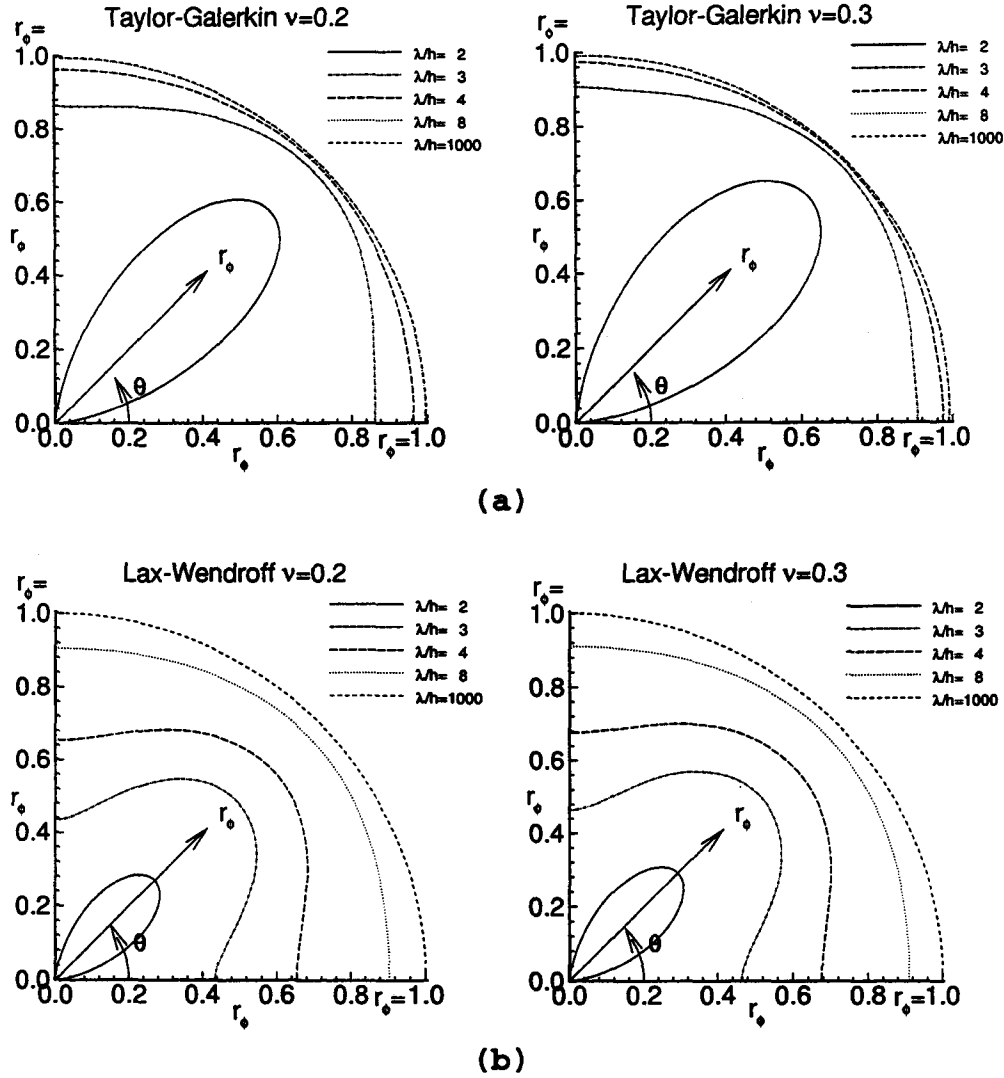 Taylor-Galerkin ν=0.2
r_ϕ=
1.0
0.8
0.6
r_ϕ
0.4
0.2
0.0
λ/h= 2
λ/h= 3
λ/h= 4
λ/h= 8
λ/h=1000
r_ϕ
θ
0.0 0.2 0.4 0.6 0.8 r_ϕ=1.0
r_ϕ
Taylor-Galerkin ν=0.3
r_ϕ=
1.0
0.8
0.6
r_ϕ
0.4
0.2
0.0
λ/h= 2
λ/h= 3
λ/h= 4
λ/h= 8
λ/h=1000
r_ϕ
θ
0.0 0.2 0.4 0.6 0.8 r_ϕ=1.0
r_ϕ
(a)
Lax-Wendroff ν=0.2
r_ϕ=
1.0
0.8
0.6
r_ϕ
0.4
0.2
0.0
λ/h= 2
λ/h= 3
λ/h= 4
λ/h= 8
λ/h=1000
r_ϕ
θ
0.0 0.2 0.4 0.6 0.8 r_ϕ=1.0
r_ϕ
Lax-Wendroff ν=0.3
r_ϕ=
1.0
0.8
0.6
r_ϕ
0.4
0.2
0.0
λ/h= 2
λ/h= 3
λ/h= 4
λ/h= 8
λ/h=1000
r_ϕ
θ
0.0 0.2 0.4 0.6 0.8 r_ϕ=1.0
r_ϕ
(b)